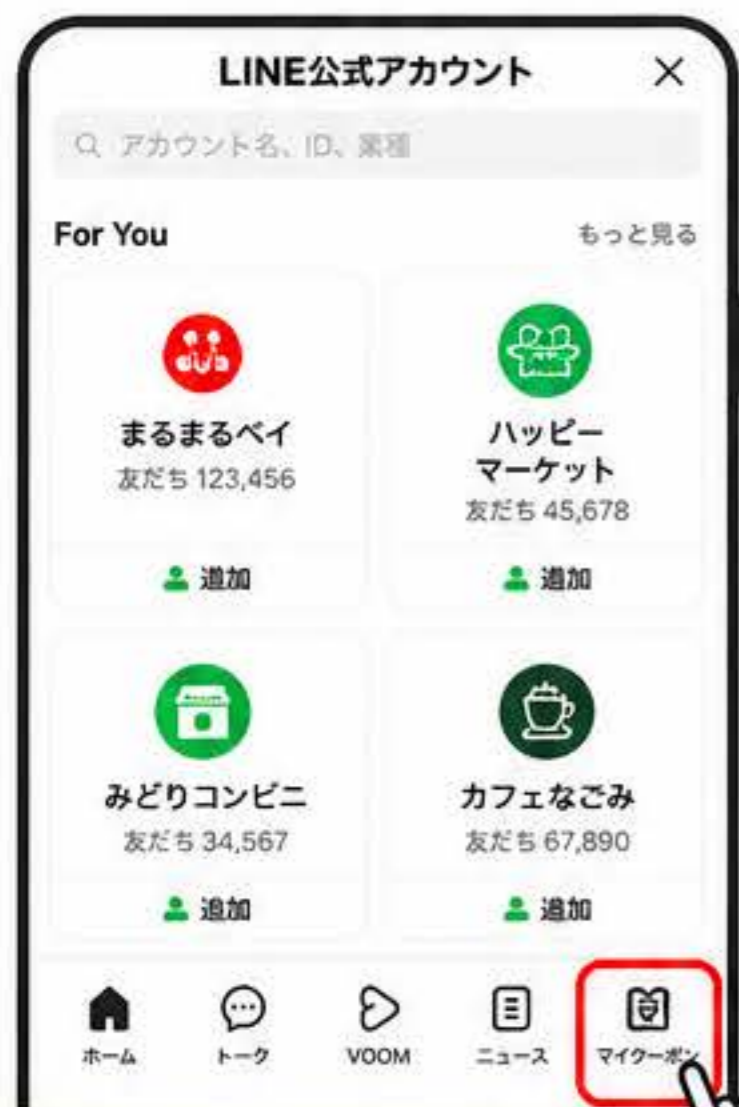 LINE公式アカウント
アカウント名、ID、業種
For You
もっと見る
まるまるペイ
友だち 123,456
追加
ハッピー
マーケット
友だち 45,678
追加
みどりコンビニ
友だち 34,567
追加
カフェなごみ
友だち 67,890
追加
ホーム
トーク
VOOM
ニュース
マイクーポン